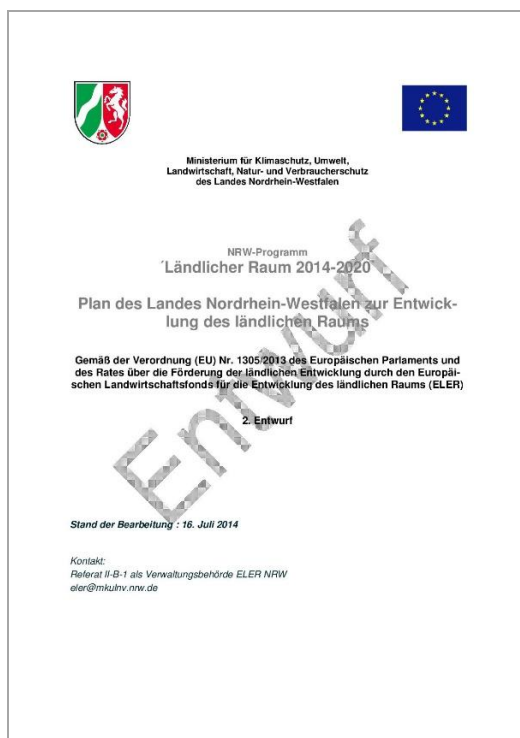 Ministerium für Klimaschutz, Umwelt,
Landwirtschaft, Natur- und Verbraucherschutz
des Landes Nordrhein-Westfalen
NRW-Programm
´Ländlicher Raum 2014-2020`
Plan des Landes Nordrhein-Westfalen zur Entwick-
lung des ländlichen Raums
Gemäß der Verordnung (EU) Nr. 1305/2013 des Europäischen Parlaments und
des Rates über die Förderung der ländlichen Entwicklung durch den Europäi-
schen Landwirtschaftsfonds für die Entwicklung des ländlichen Raums (ELER)
2. Entwurf
Entwurf
Stand der Bearbeitung : 16. Juli 2014
Kontakt:
Referat II-B-1 als Verwaltungsbehörde ELER NRW
eler@mkulnv.nrw.de